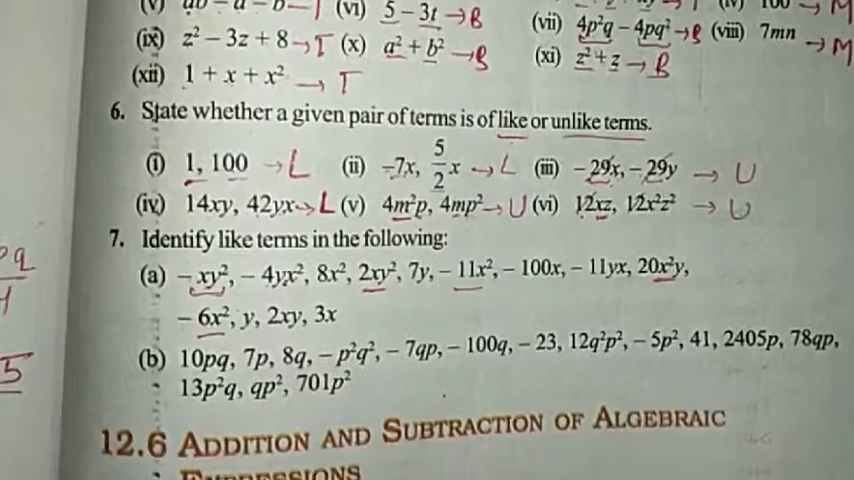 (v) ab – a – b → T (vi) 5 – 3t → B (vii) 4p²q – 4pq² → B (viii) 7mn → M
(ix) z² – 3z + 8 → T (x) a² + b² → B (xi) z² + z → B
(xii) 1 + x + x² → T
6. State whether a given pair of terms is of like or unlike terms.
(i) 1, 100 → L (ii) –7x, 5/2 x → L (iii) – 29x, – 29y → U
(iv) 14xy, 42yx → L (v) 4m²p, 4mp² → U (vi) 12xz, 12x²z² → U
7. Identify like terms in the following:
(a) – xy², – 4yx², 8x², 2xy², 7y, – 11x², – 100x, – 11yx, 20x²y,
– 6x², y, 2xy, 3x
(b) 10pq, 7p, 8q, – p²q², – 7qp, – 100q, – 23, 12q²p², – 5p², 41, 2405p, 78qp,
13p²q, qp², 701p²
12.6 ADDITION AND SUBTRACTION OF ALGEBRAIC
EXPRESSIONS